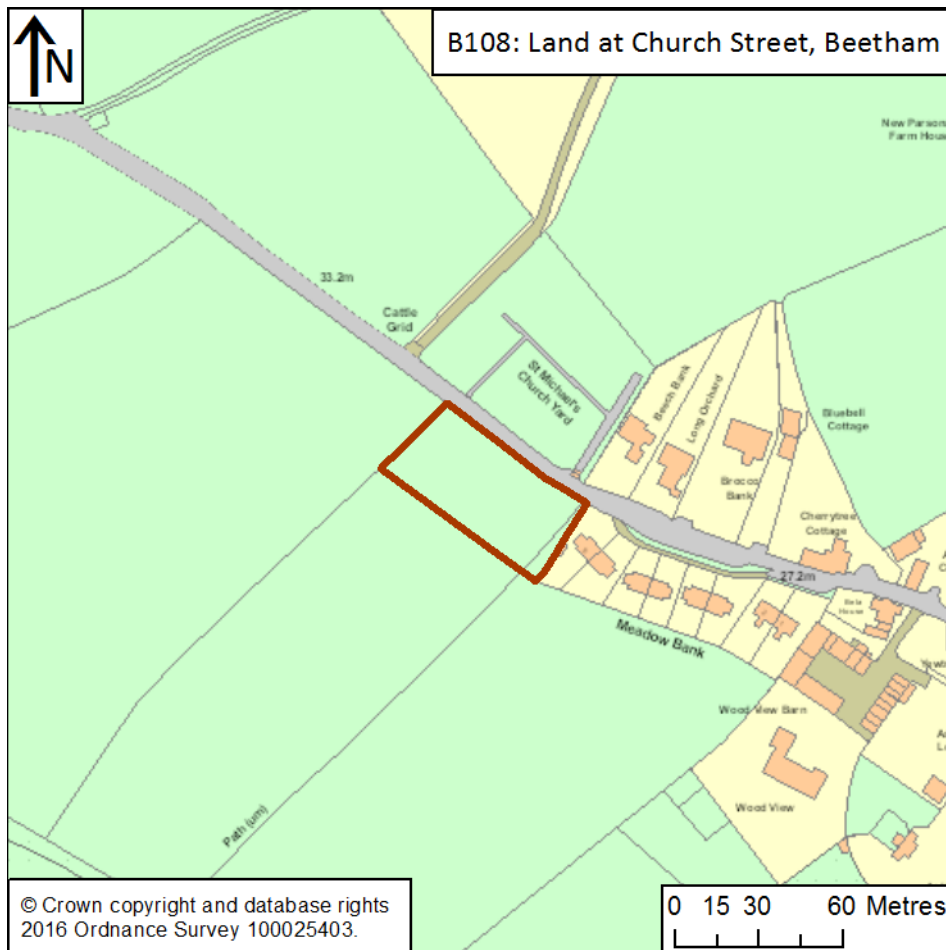 N
B108: Land at Church Street, Beetham
New Parson
Farm House
33.2m
Cattle
Grid
St Michael's
Church Yard
Beech Bank
Long Orchard
Bluebell
Cottage
Brocco
Bank
Cherrytree
Cottage
27.2m
House
Meadow Bank
Wood View Barn
Wood View
Path (um)
© Crown copyright and database rights
2016 Ordnance Survey 100025403.
0 15 30 60 Metres